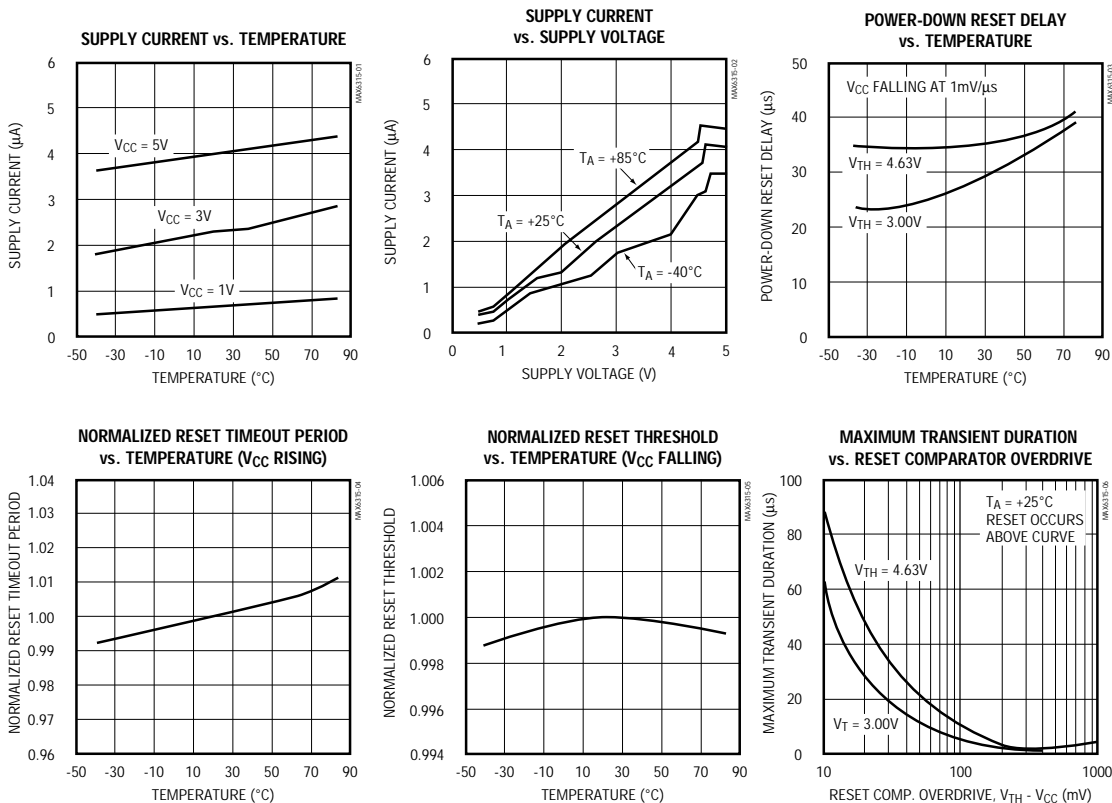 SUPPLY CURRENT vs. TEMPERATURE
MAX6315-01
SUPPLY CURRENT (µA)
6
5
4
3
2
1
0
VCC = 5V
VCC = 3V
VCC = 1V
-50 -30 -10 10 30 50 70 90
TEMPERATURE (°C)
SUPPLY CURRENT
vs. SUPPLY VOLTAGE
MAX6315-02
SUPPLY CURRENT (µA)
6
5
4
3
2
1
0
TA = +85°C
TA = +25°C
TA = -40°C
0 1 2 3 4 5
SUPPLY VOLTAGE (V)
POWER-DOWN RESET DELAY
vs. TEMPERATURE
MAX6315-03
POWER-DOWN RESET DELAY (µs)
50
40
30
20
10
0
VCC FALLING AT 1mV/µs
VTH = 4.63V
VTH = 3.00V
-50 -30 -10 10 30 50 70 90
TEMPERATURE (°C)
NORMALIZED RESET TIMEOUT PERIOD
vs. TEMPERATURE (VCC RISING)
MAX6315-04
NORMALIZED RESET TIMEOUT PERIOD
1.04
1.03
1.02
1.01
1.00
0.99
0.98
0.97
0.96
-50 -30 -10 10 30 50 70 90
TEMPERATURE (°C)
NORMALIZED RESET THRESHOLD
vs. TEMPERATURE (VCC FALLING)
MAX6315-05
NORMALIZED RESET THRESHOLD
1.006
1.004
1.002
1.000
0.998
0.996
0.994
-50 -30 -10 10 30 50 70 90
TEMPERATURE (°C)
MAXIMUM TRANSIENT DURATION
vs. RESET COMPARATOR OVERDRIVE
MAX6315-06
MAXIMUM TRANSIENT DURATION (µs)
100
80
60
40
20
0
TA = +25°C
RESET OCCURS
ABOVE CURVE
VTH = 4.63V
VT = 3.00V
10 100 1000
RESET COMP. OVERDRIVE, VTH - VCC (mV)